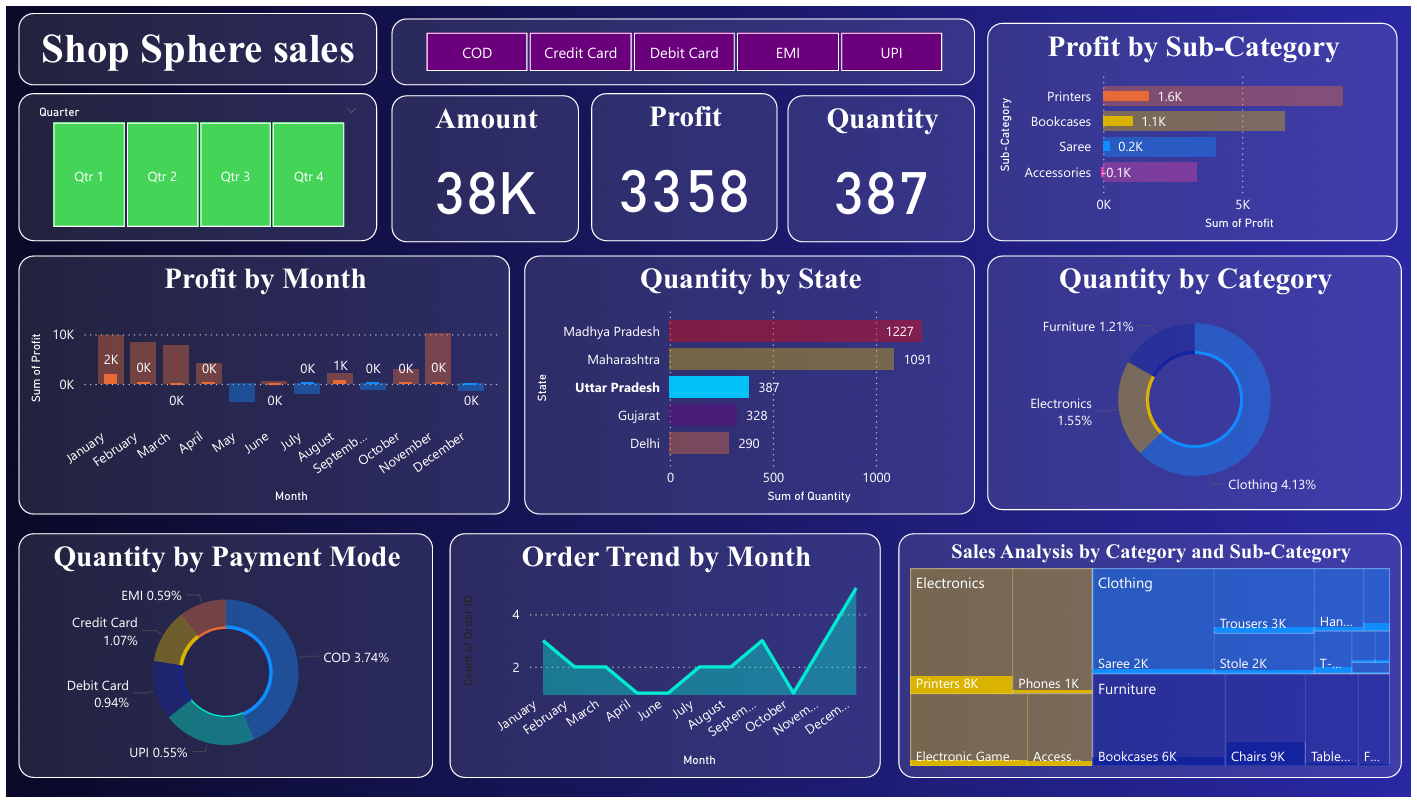 Shop Sphere sales
COD
Credit Card
Debit Card
EMI
UPI
Quarter
Qtr 1
Qtr 2
Qtr 3
Qtr 4
Amount
38K
Profit
3358
Quantity
387
Profit by Sub-Category
Sub-Category
Printers
1.6K
Bookcases
1.1K
Saree
0.2K
Accessories
-0.1K
0K
5K
Sum of Profit
Profit by Month
Sum of Profit
10K
0K
2K
0K
0K
0K
0K
0K
1K
0K
0K
0K
0K
January
February
March
April
May
June
July
August
Septemb...
October
November
December
Month
Quantity by State
State
Madhya Pradesh
1227
Maharashtra
1091
Uttar Pradesh
387
Gujarat
328
Delhi
290
0
500
1000
Sum of Quantity
Quantity by Category
Furniture 1.21%
Electronics
1.55%
Clothing 4.13%
Quantity by Payment Mode
EMI 0.59%
Credit Card
1.07%
Debit Card
0.94%
UPI 0.55%
COD 3.74%
Order Trend by Month
Count of Order ID
4
2
January
February
March
April
June
July
August
Septem...
October
Novem...
Decem...
Month
Sales Analysis by Category and Sub-Category
Electronics
Printers 8K
Phones 1K
Electronic Game...
Access...
Clothing
Saree 2K
Trousers 3K
Stole 2K
Han...
T-...
Furniture
Bookcases 6K
Chairs 9K
Table...
F...